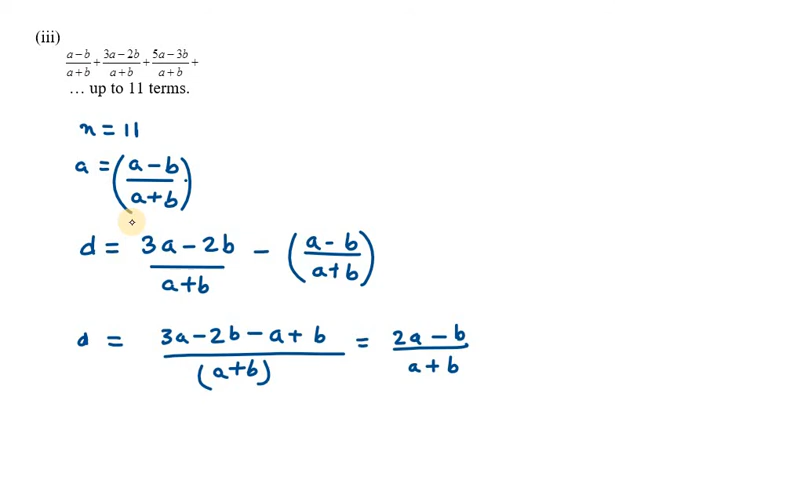 (iii)
(a-b)/(a+b) + (3a-2b)/(a+b) + (5a-3b)/(a+b) +
… up to 11 terms.
n = 11
a = ((a-b)/(a+b)).
d = (3a-2b)/(a+b) - ((a-b)/(a+b))
d = (3a-2b-a+b)/(a+b) = (2a-b)/(a+b)